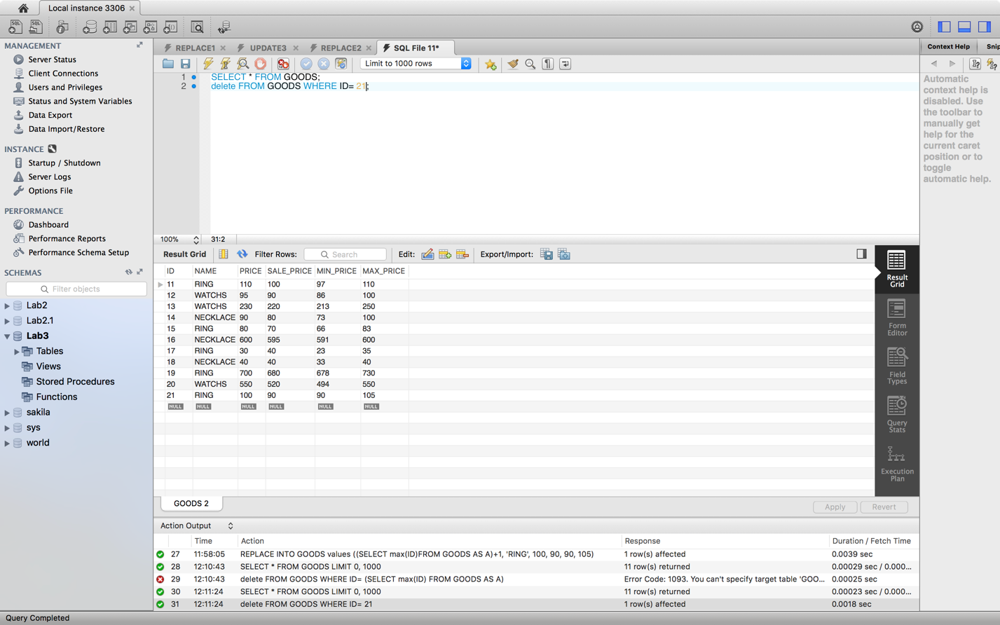 Local instance 3306
MANAGEMENT
Server Status
Client Connections
Users and Privileges
Status and System Variables
Data Export
Data Import/Restore
INSTANCE
Startup / Shutdown
Server Logs
Options File
PERFORMANCE
Dashboard
Performance Reports
Performance Schema Setup
SCHEMAS
Filter objects
Lab2
Lab2.1
Lab3
Tables
Views
Stored Procedures
Functions
sakila
sys
world
REPLACE1 UPDATE3 REPLACE2 SQL File 11*
Limit to 1000 rows
1 SELECT * FROM GOODS;
2 delete FROM GOODS WHERE ID= 21;
100% 31:2
Result Grid Filter Rows: Search Edit: Export/Import:
ID NAME PRICE SALE_PRICE MIN_PRICE MAX_PRICE
11 RING 110 100 97 110
12 WATCHS 95 90 86 100
13 WATCHS 230 220 213 250
14 NECKLACE 90 80 73 100
15 RING 80 70 66 83
16 NECKLACE 600 595 591 600
17 RING 30 40 23 35
18 NECKLACE 40 40 33 40
19 RING 700 680 678 730
20 WATCHS 550 520 494 550
21 RING 100 90 90 105
NULL NULL NULL NULL NULL NULL
Result
Grid
Form
Editor
Field
Types
Query
Stats
Execution
Plan
GOODS 2
Apply Revert
Action Output
Time Action Response Duration / Fetch Time
27 11:58:05 REPLACE INTO GOODS values ((SELECT max(ID)FROM GOODS AS A)+1, 'RING', 100, 90, 90, 105) 1 row(s) affected 0.0039 sec
28 12:10:43 SELECT * FROM GOODS LIMIT 0, 1000 11 row(s) returned 0.00029 sec / 0.000...
29 12:10:43 delete FROM GOODS WHERE ID= (SELECT max(ID) FROM GOODS AS A) Error Code: 1093. You can't specify target table 'GOO... 0.00025 sec
30 12:11:24 SELECT * FROM GOODS LIMIT 0, 1000 11 row(s) returned 0.00023 sec / 0.000...
31 12:11:24 delete FROM GOODS WHERE ID= 21 1 row(s) affected 0.0018 sec
Context Help Snip
Automatic
context help is
disabled. Use
the toolbar to
manually get
help for the
current caret
position or to
toggle
automatic help.
Query Completed